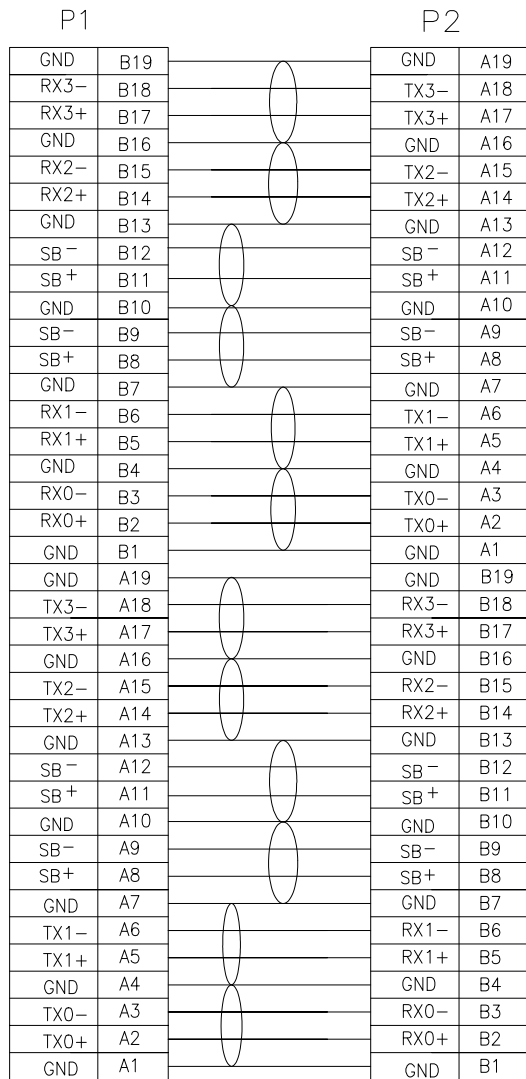 P1 P2
GND B19 GND A19
RX3- B18 TX3- A18
RX3+ B17 TX3+ A17
GND B16 GND A16
RX2- B15 TX2- A15
RX2+ B14 TX2+ A14
GND B13 GND A13
SB- B12 SB- A12
SB+ B11 SB+ A11
GND B10 GND A10
SB- B9 SB- A9
SB+ B8 SB+ A8
GND B7 GND A7
RX1- B6 TX1- A6
RX1+ B5 TX1+ A5
GND B4 GND A4
RX0- B3 TX0- A3
RX0+ B2 TX0+ A2
GND B1 GND A1
GND A19 GND B19
TX3- A18 RX3- B18
TX3+ A17 RX3+ B17
GND A16 GND B16
TX2- A15 RX2- B15
TX2+ A14 RX2+ B14
GND A13 GND B13
SB- A12 SB- B12
SB+ A11 SB+ B11
GND A10 GND B10
SB- A9 SB- B9
SB+ A8 SB+ B8
GND A7 GND B7
TX1- A6 RX1- B6
TX1+ A5 RX1+ B5
GND A4 GND B4
TX0- A3 RX0- B3
TX0+ A2 RX0+ B2
GND A1 GND B1